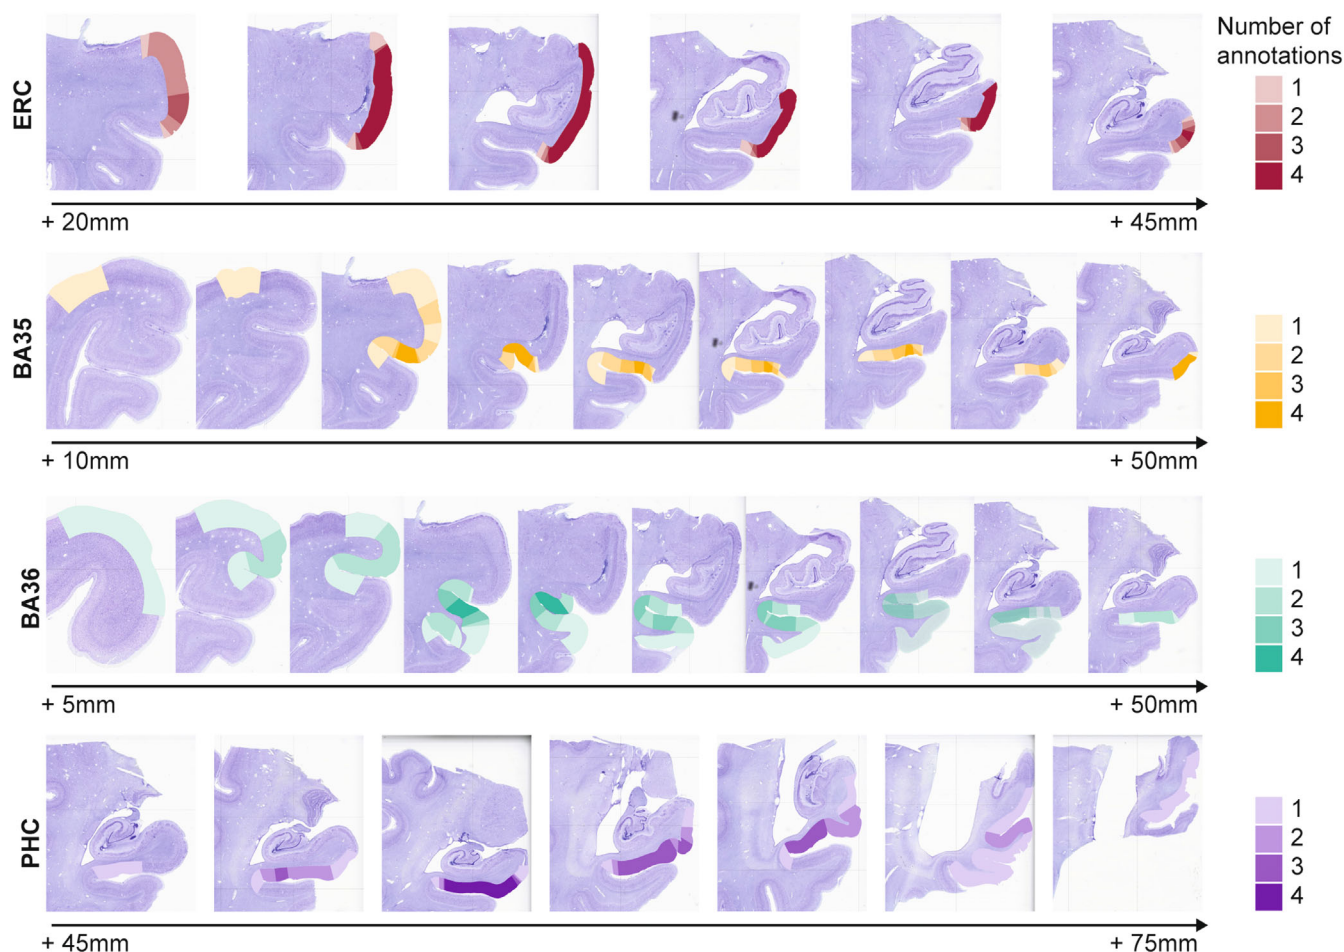 Number of
annotations
ERC
1
2
3
4
+ 20mm
+ 45mm
BA35
1
2
3
4
+ 10mm
+ 50mm
BA36
1
2
3
4
+ 5mm
+ 50mm
PHC
1
2
3
4
+ 45mm
+ 75mm